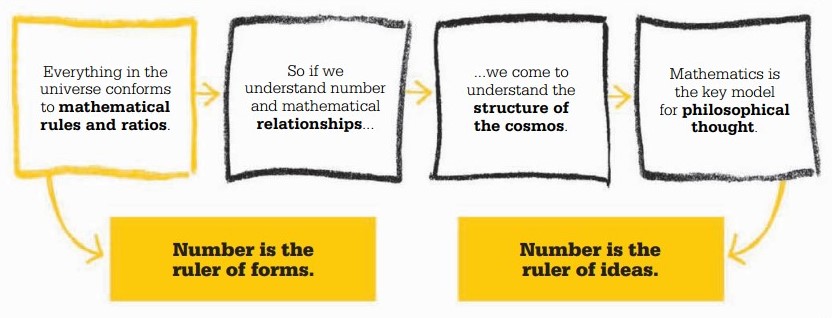 Everything in the
universe conforms
to mathematical
rules and ratios.
So if we
understand number
and mathematical
relationships...
...we come to
understand the
structure of
the cosmos.
Mathematics is
the key model
for philosophical
thought.
Number is the
ruler of forms.
Number is the
ruler of ideas.